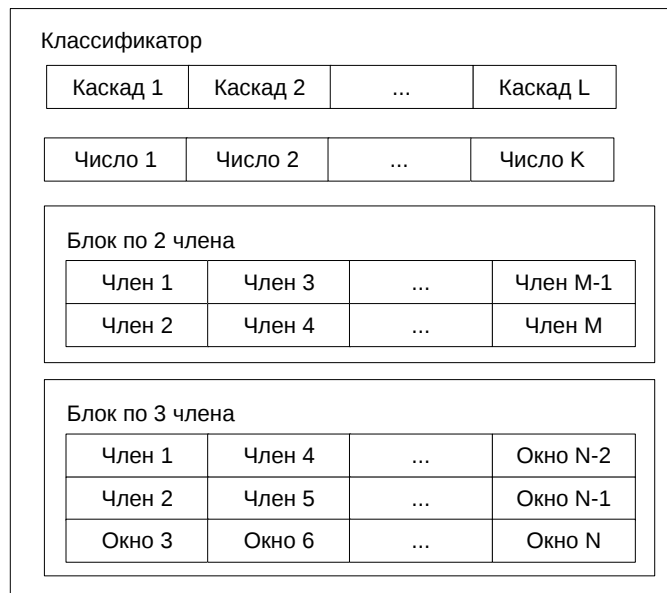 Классификатор
Каскад 1 Каскад 2 ... Каскад L
Число 1 Число 2 ... Число K
Блок по 2 члена
Член 1 Член 3 ... Член M-1
Член 2 Член 4 ... Член M
Блок по 3 члена
Член 1 Член 4 ... Окно N-2
Член 2 Член 5 ... Окно N-1
Окно 3 Окно 6 ... Окно N